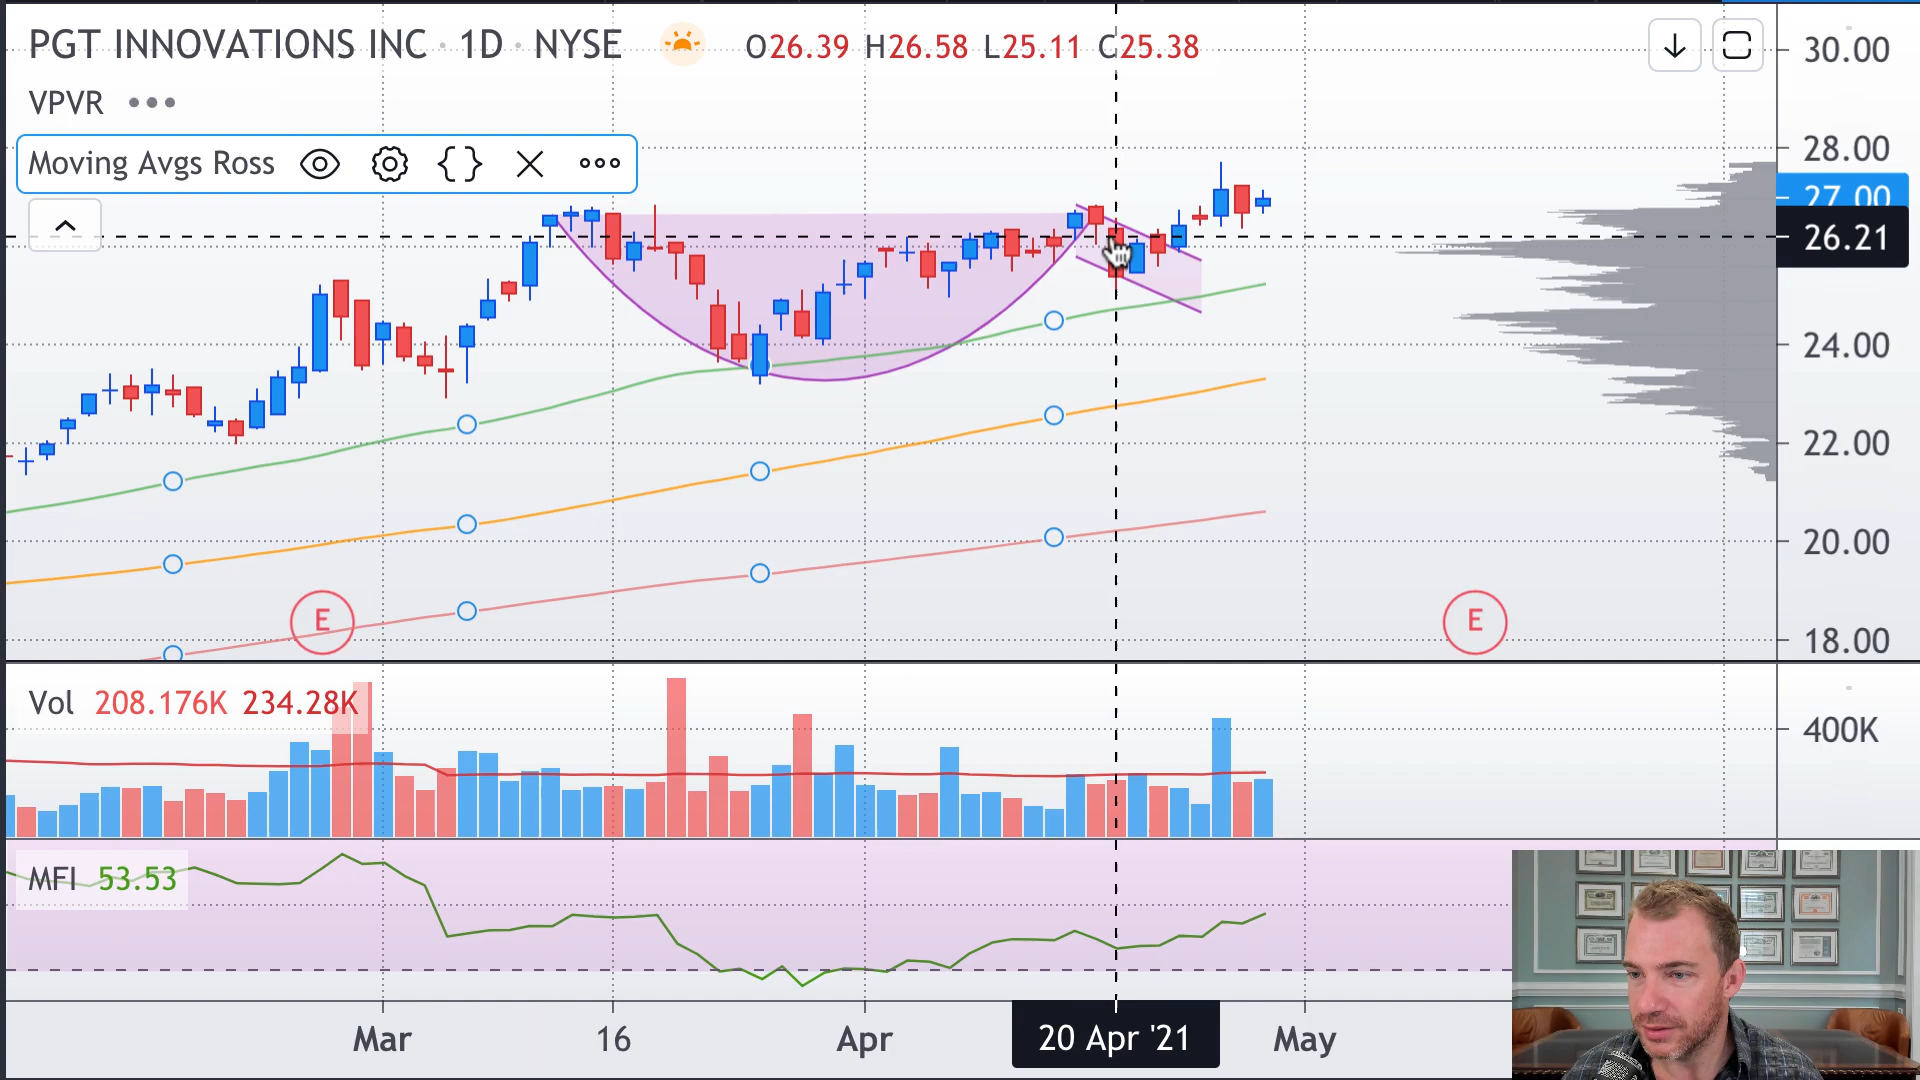 PGT INNOVATIONS INC · 1D · NYSE O26.39 H26.58 L25.11 C25.38
VPVR
Moving Avgs Ross
30.00
28.00
27.00
26.21
24.00
22.00
20.00
18.00
E
E
Vol 208.176K 234.28K
400K
MFI 53.53
Mar 16 Apr 20 Apr '21 May